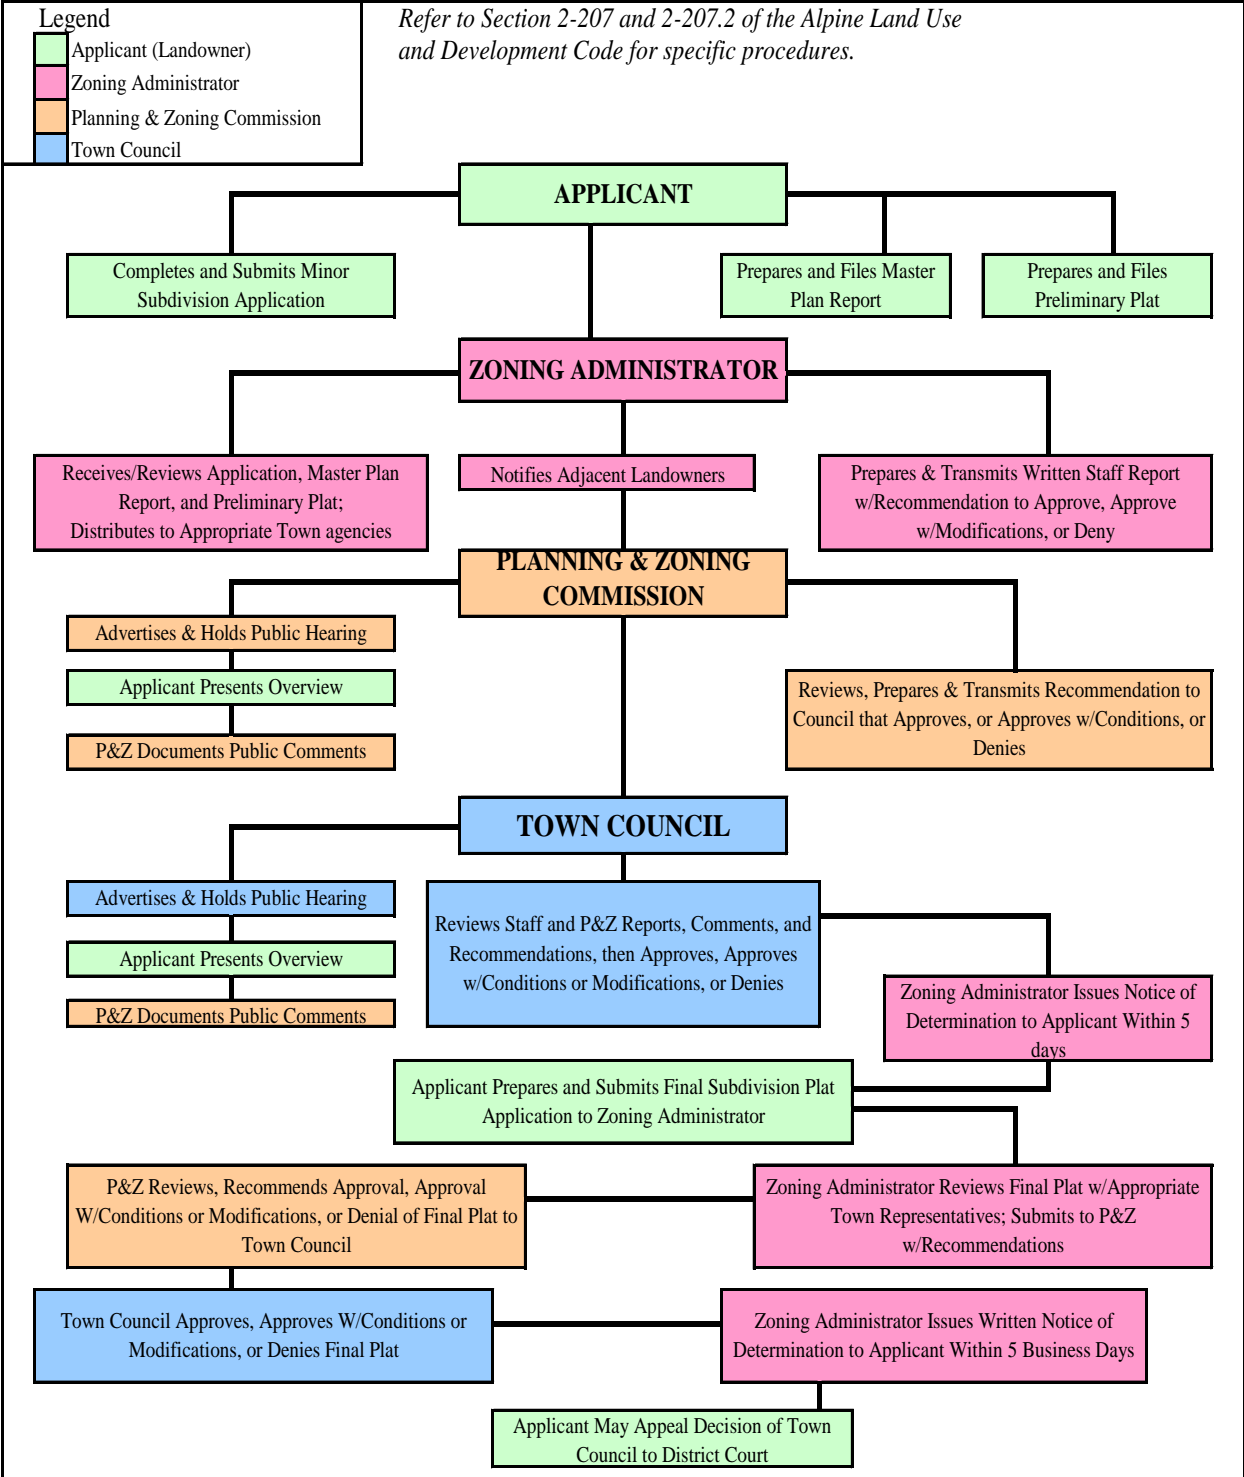 Legend
Applicant (Landowner)
Zoning Administrator
Planning & Zoning Commission
Town Council
Refer to Section 2-207 and 2-207.2 of the Alpine Land Use
and Development Code for specific procedures.
APPLICANT
Completes and Submits Minor
Subdivision Application
Prepares and Files Master
Plan Report
Prepares and Files
Preliminary Plat
ZONING ADMINISTRATOR
Receives/Reviews Application, Master Plan
Report, and Preliminary Plat;
Distributes to Appropriate Town agencies
Notifies Adjacent Landowners
Prepares & Transmits Written Staff Report
w/Recommendation to Approve, Approve
w/Modifications, or Deny
PLANNING & ZONING
COMMISSION
Advertises & Holds Public Hearing
Applicant Presents Overview
P&Z Documents Public Comments
Reviews, Prepares & Transmits Recommendation to
Council that Approves, or Approves w/Conditions, or
Denies
TOWN COUNCIL
Advertises & Holds Public Hearing
Applicant Presents Overview
P&Z Documents Public Comments
Reviews Staff and P&Z Reports, Comments, and
Recommendations, then Approves, Approves
w/Conditions or Modifications, or Denies
Zoning Administrator Issues Notice of
Determination to Applicant Within 5
days
Applicant Prepares and Submits Final Subdivision Plat
Application to Zoning Administrator
P&Z Reviews, Recommends Approval, Approval
W/Conditions or Modifications, or Denial of Final Plat to
Town Council
Zoning Administrator Reviews Final Plat w/Appropriate
Town Representatives; Submits to P&Z
w/Recommendations
Town Council Approves, Approves W/Conditions or
Modifications, or Denies Final Plat
Zoning Administrator Issues Written Notice of
Determination to Applicant Within 5 Business Days
Applicant May Appeal Decision of Town
Council to District Court